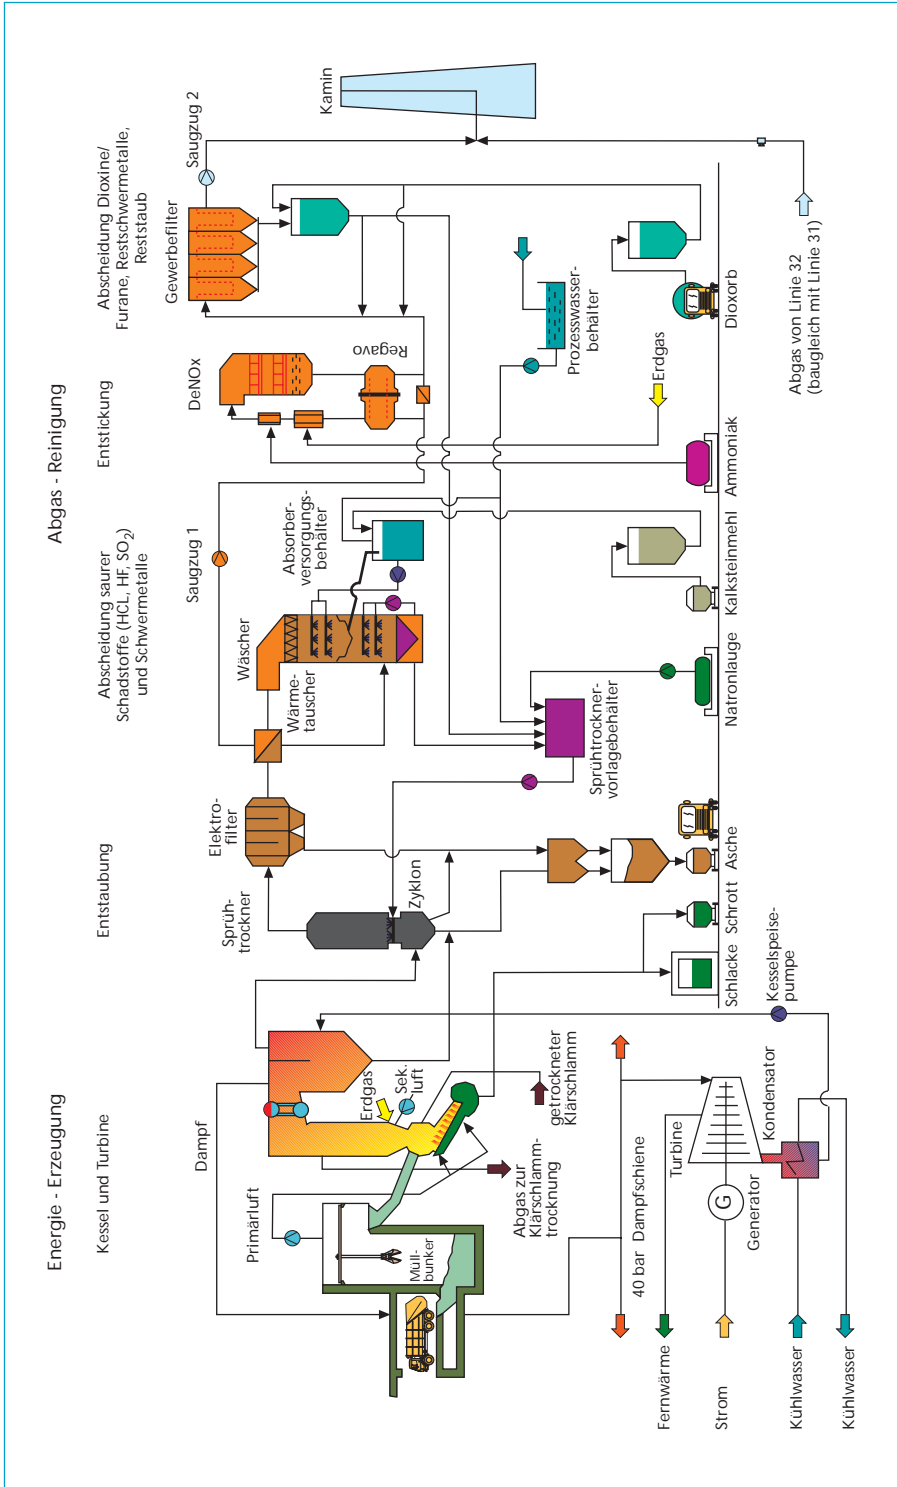 Energie - Erzeugung
Abgas - Reinigung
Kessel und Turbine
Entstaubung
Abscheidung saurer
Schadstoffe (HCL, HF, SO2)
und Schwermetalle
Entstickung
Abscheidung Dioxine/
Furane, Restschwermetalle,
Reststaub
Dampf
Primärluft
Müll-
bunker
Erdgas
Sek.
luft
Abgas zur
Klärschlamm-
trocknung
getrockneter
Klärschlamm
Sprüh-
trockner
Zyklon
Elektro-
filter
Saugzug 1
Wäscher
Wärme-
tauscher
Absorber-
versorgungs-
behälter
DeNOx
Regavo
Gewerbefilter
Saugzug 2
Kamin
Sprühtrockner-
vorlagebehälter
Prozesswasser-
behälter
Erdgas
Schlacke
Schrott
Asche
Natronlauge
Kalksteinmehl
Ammoniak
Dioxorb
Abgas von Linie 32
(baugleich mit Linie 31)
40 bar Dampfschiene
Turbine
G
Generator
Kondensator
Kesselspeise-
pumpe
Fernwärme
Strom
Kühlwasser
Kühlwasser